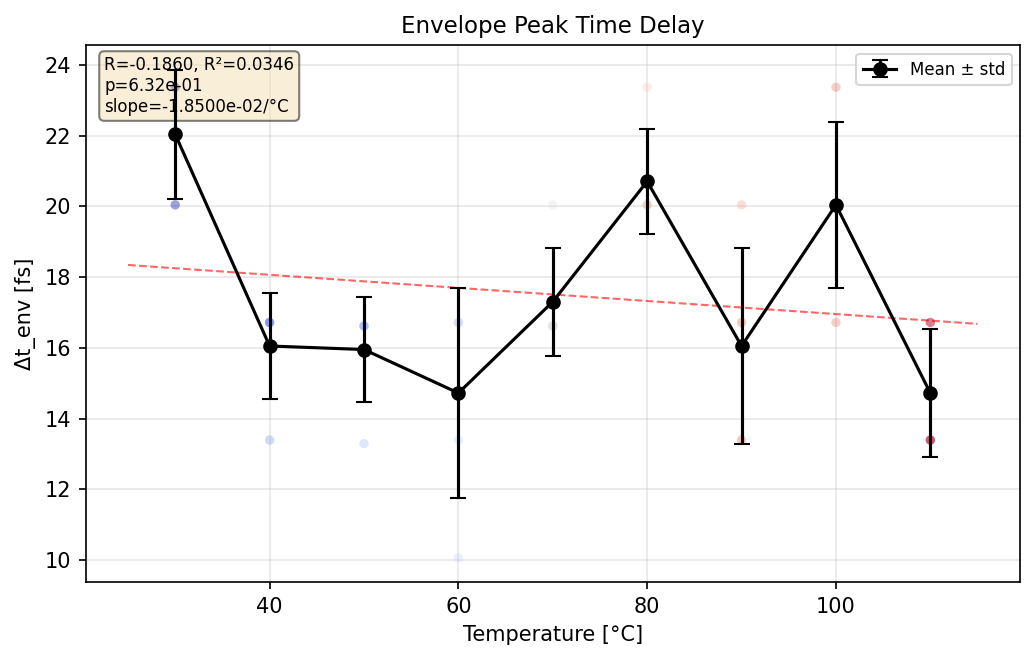 Envelope Peak Time Delay
R=-0.1860, R²=0.0346
p=6.32e-01
slope=-1.8500e-02/°C
Mean ± std
24
22
20
18
16
14
12
10
Δt_env [fs]
40
60
80
100
Temperature [°C]